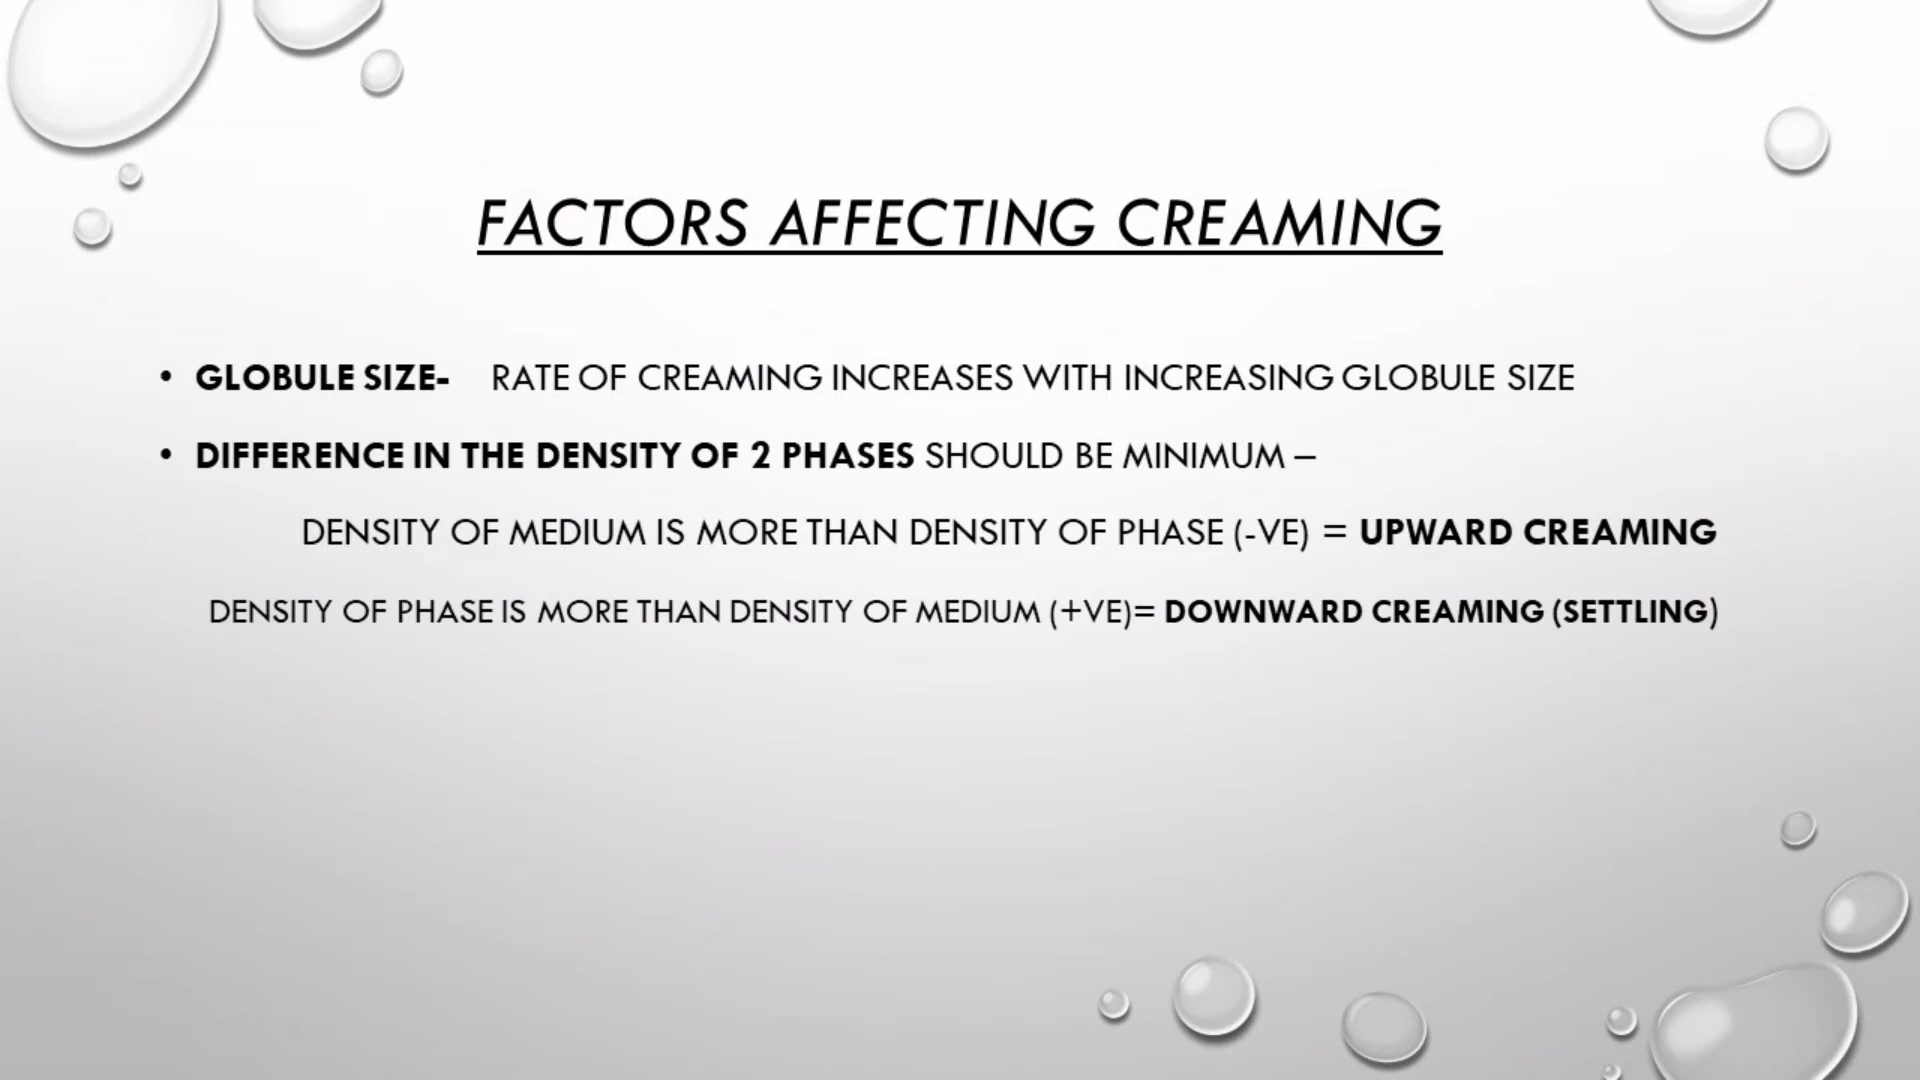 FACTORS AFFECTING CREAMING
• GLOBULE SIZE- RATE OF CREAMING INCREASES WITH INCREASING GLOBULE SIZE
• DIFFERENCE IN THE DENSITY OF 2 PHASES SHOULD BE MINIMUM –
DENSITY OF MEDIUM IS MORE THAN DENSITY OF PHASE (-VE) = UPWARD CREAMING
DENSITY OF PHASE IS MORE THAN DENSITY OF MEDIUM (+VE)= DOWNWARD CREAMING (SETTLING)